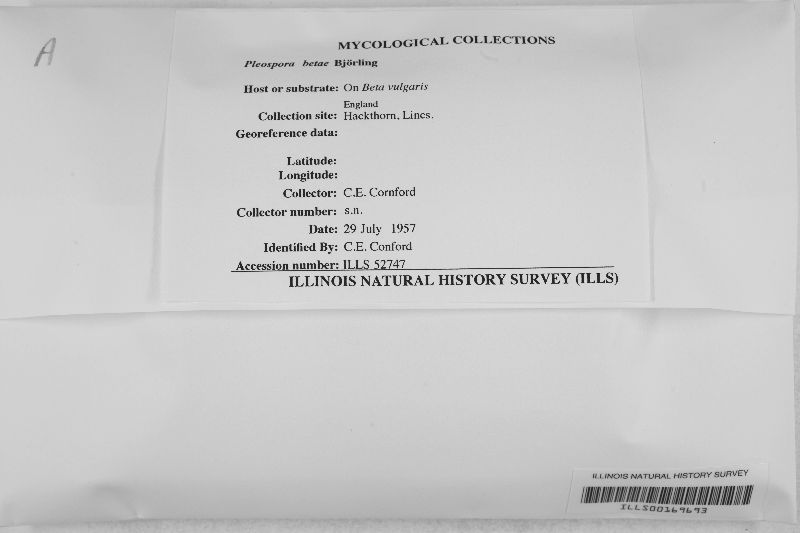 A
MYCOLOGICAL COLLECTIONS
Pleospora betae Björling
Host or substrate: On Beta vulgaris
England
Collection site: Hackthorn, Lincs.
Georeference data:
Latitude:
Longitude:
Collector: C.E. Cornford
Collector number: s.n.
Date: 29 July 1957
Identified By: C.E. Conford
Accession number: ILLS 52747
ILLINOIS NATURAL HISTORY SURVEY (ILLS)
ILLINOIS NATURAL HISTORY SURVEY
ILLS00169693